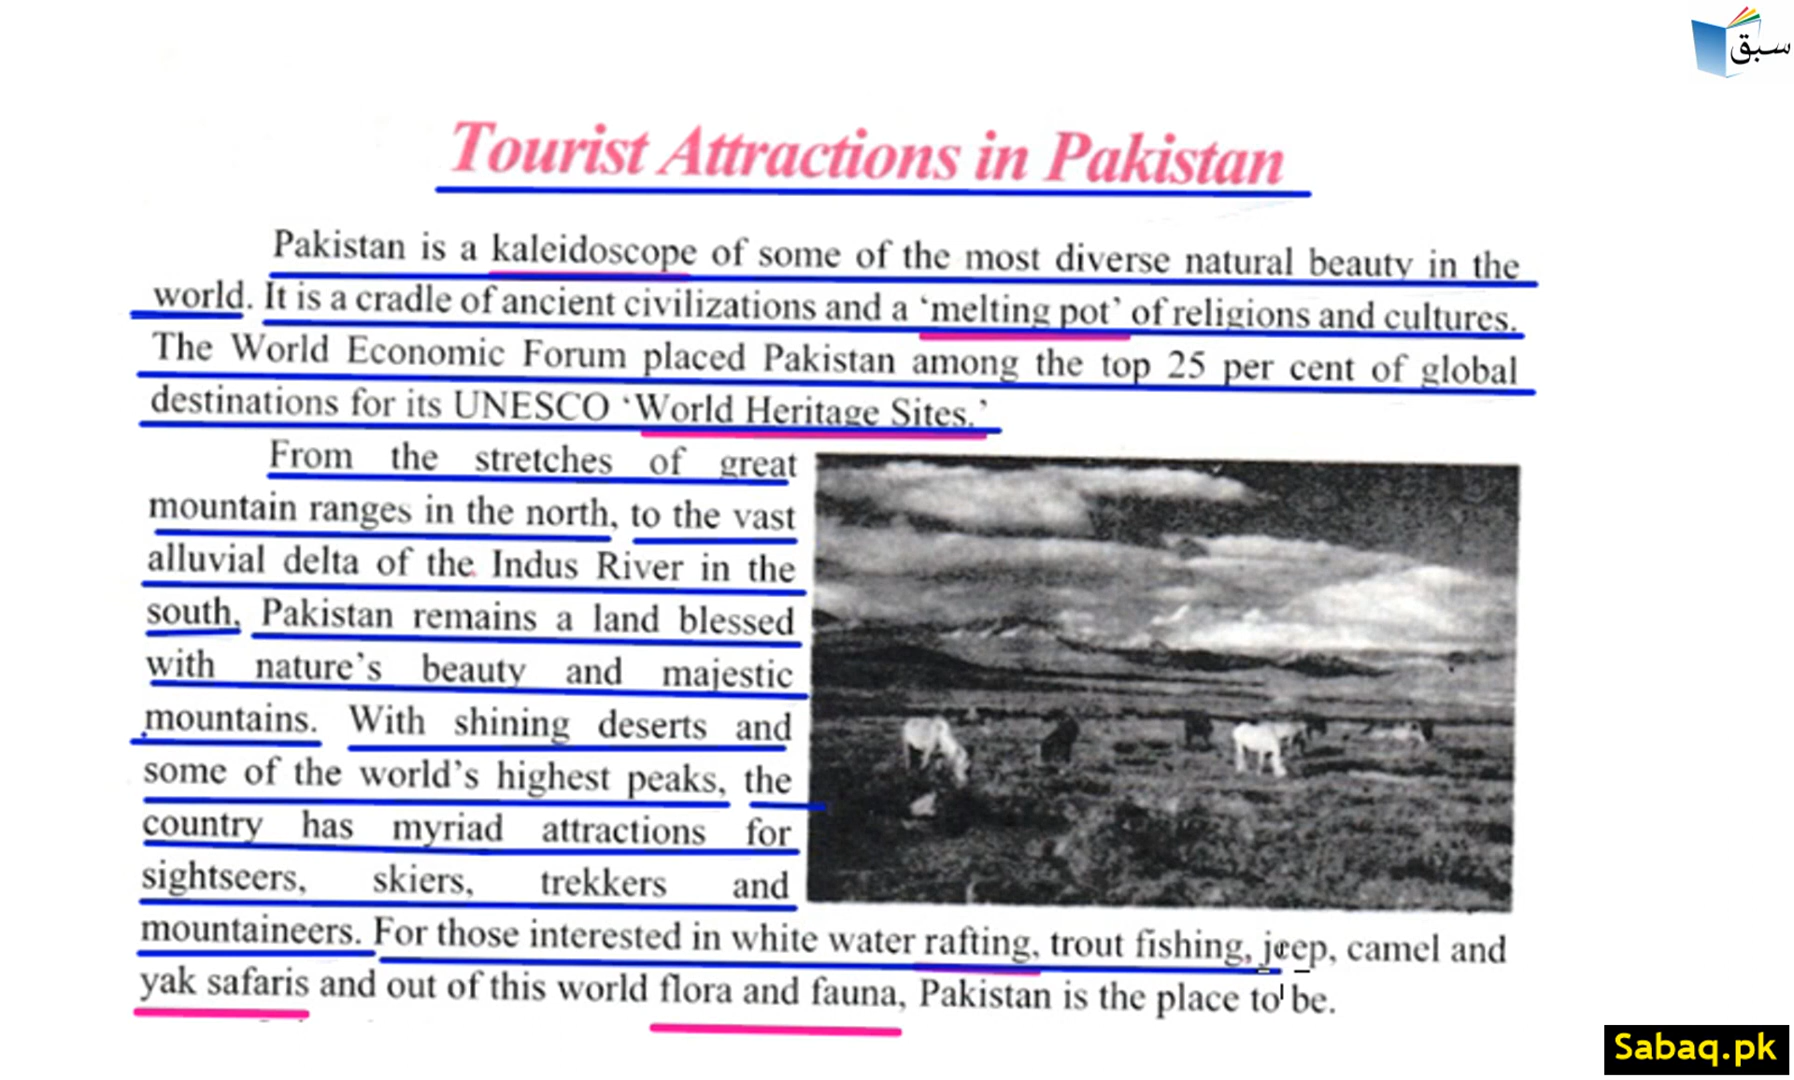 سبق
Tourist Attractions in Pakistan
Pakistan is a kaleidoscope of some of the most diverse natural beauty in the
world. It is a cradle of ancient civilizations and a ‘melting pot’ of religions and cultures.
The World Economic Forum placed Pakistan among the top 25 per cent of global
destinations for its UNESCO ‘World Heritage Sites.’
From the stretches of great
mountain ranges in the north, to the vast
alluvial delta of the Indus River in the
south, Pakistan remains a land blessed
with nature’s beauty and majestic
mountains. With shining deserts and
some of the world’s highest peaks, the
country has myriad attractions for
sightseers, skiers, trekkers and
mountaineers. For those interested in white water rafting, trout fishing, jeep, camel and
yak safaris and out of this world flora and fauna, Pakistan is the place to be.
Sabaq.pk